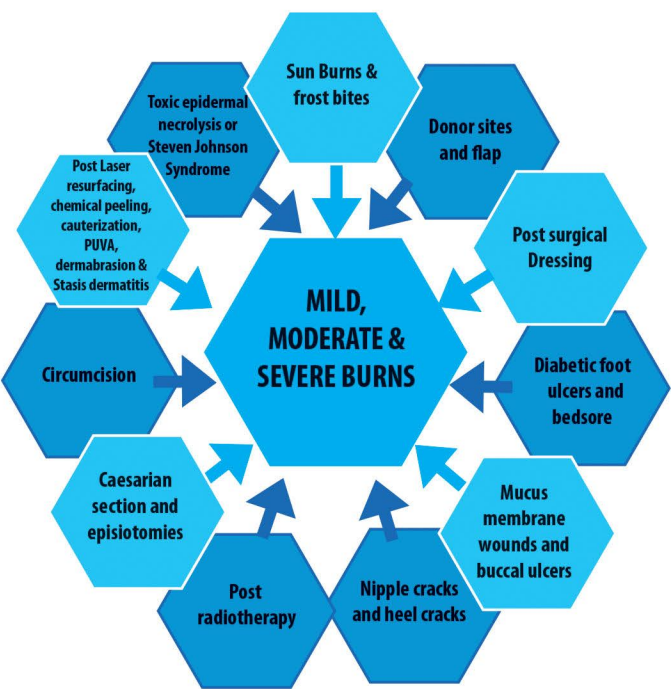 Sun Burns &
frost bites
Donor sites
and flap
Post surgical
Dressing
Diabetic foot
ulcers and
bedsore
Mucus
membrane
wounds and
buccal ulcers
Nipple cracks
and heel cracks
Post
radiotherapy
Caesarian
section and
episiotomies
Circumcision
Post Laser
resurfacing,
chemical peeling,
cauterization,
PUVA,
dermabrasion &
Stasis dermatitis
Toxic epidermal
necrolysis or
Steven Johnson
Syndrome
MILD,
MODERATE &
SEVERE BURNS